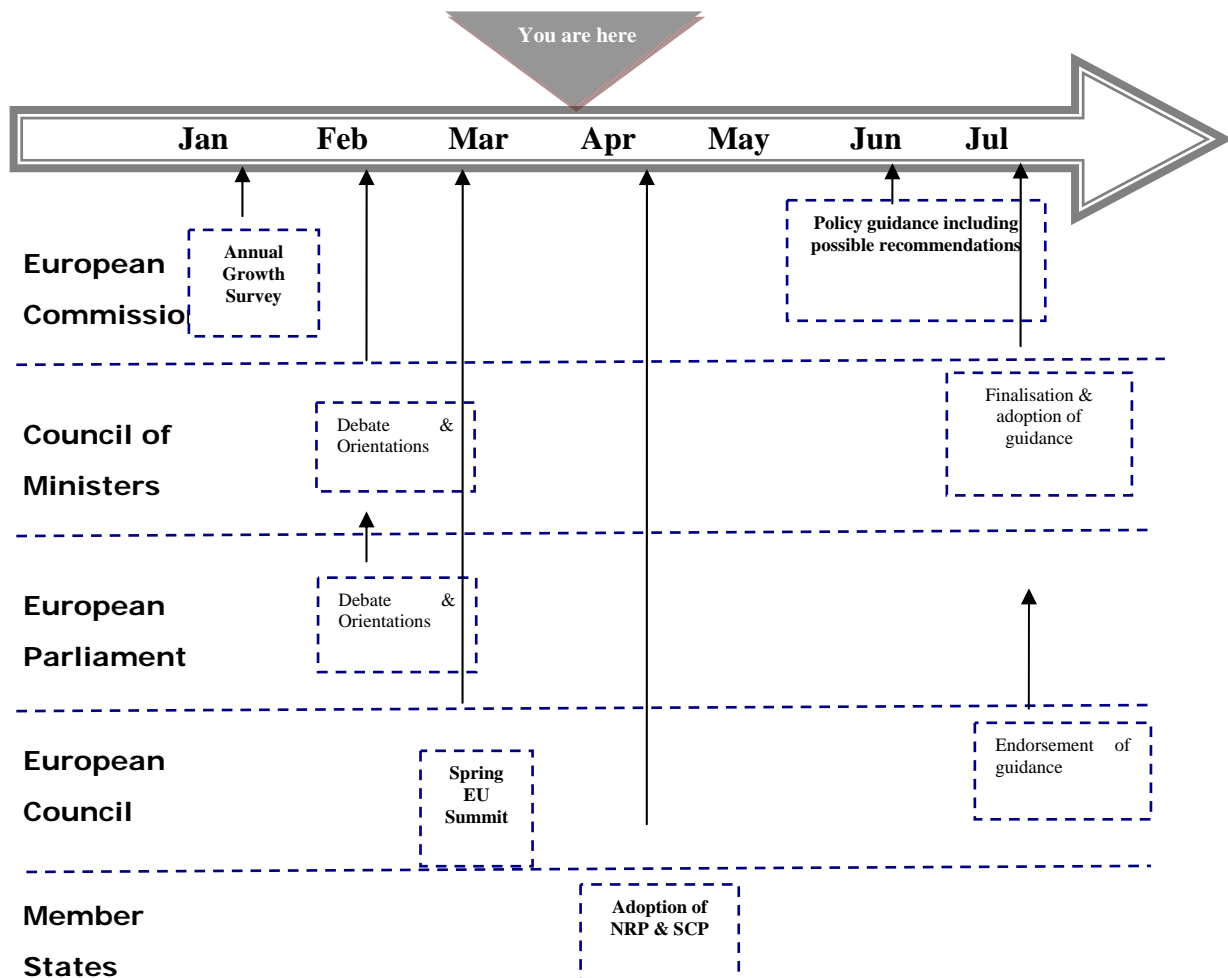 You are here
Jan Feb Mar Apr May Jun Jul
European
Commissio
Annual
Growth
Survey
Policy guidance including
possible recommendations
Council of
Ministers
Debate &
Orientations
Finalisation &
adoption of
guidance
European
Parliament
Debate &
Orientations
European
Council
Spring
EU
Summit
Endorsement of
guidance
Member
States
Adoption of
NRP & SCP